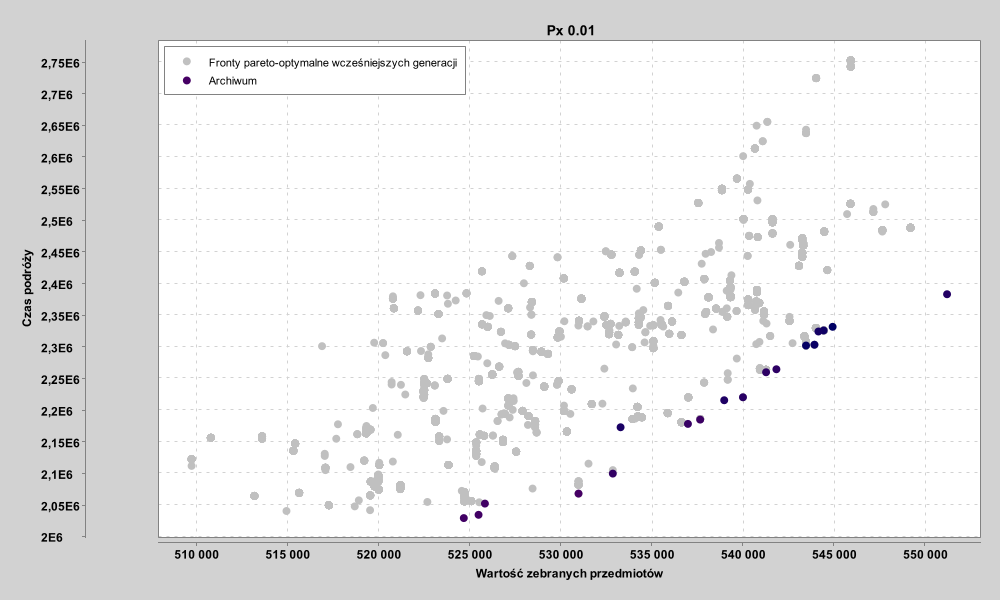 Px 0.01
Fronty pareto-optymalne wcześniejszych generacji
Archiwum
2,75E6
2,7E6
2,65E6
2,6E6
2,55E6
2,5E6
2,45E6
2,4E6
2,35E6
2,3E6
2,25E6
2,2E6
2,15E6
2,1E6
2,05E6
2E6
Czas podróży
510 000 515 000 520 000 525 000 530 000 535 000 540 000 545 000 550 000
Wartość zebranych przedmiotów